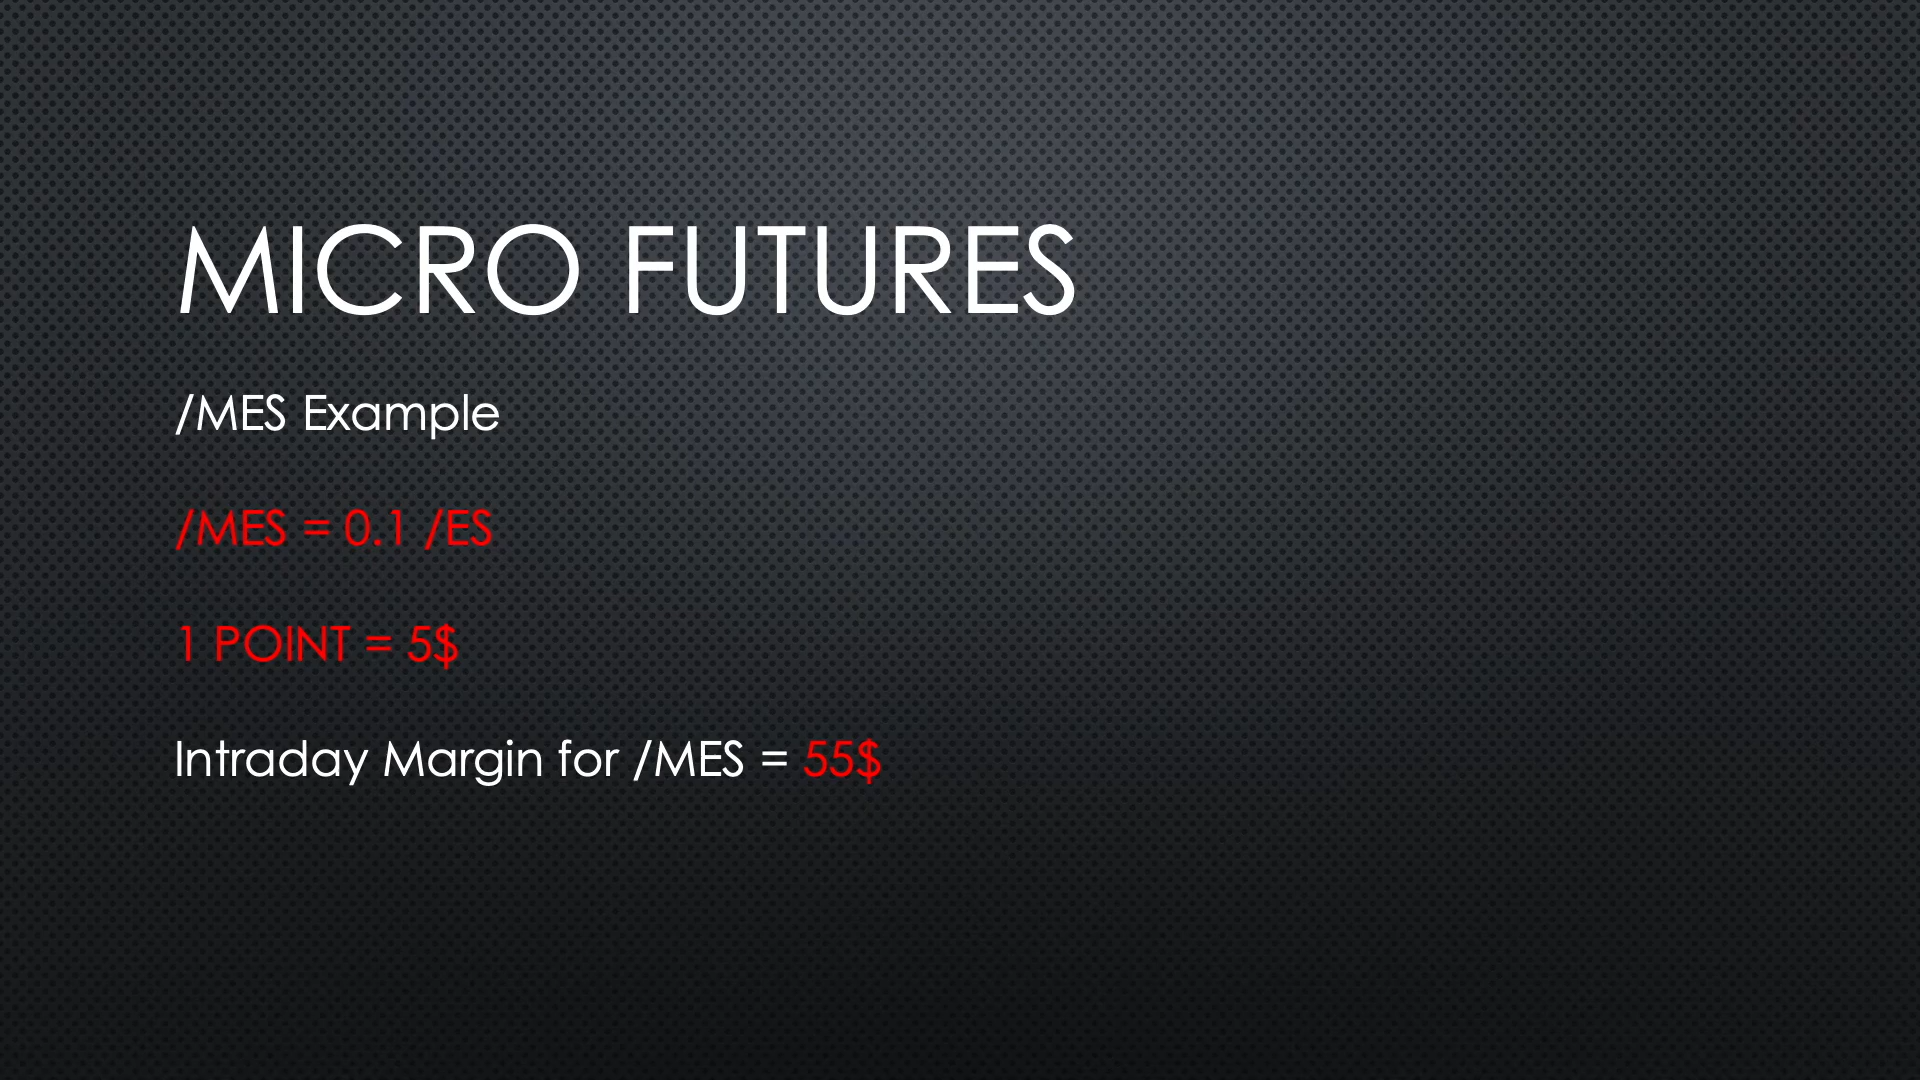 MICRO FUTURES
/MES Example
/MES = 0.1 /ES
1 POINT = 5$
Intraday Margin for /MES = 55$